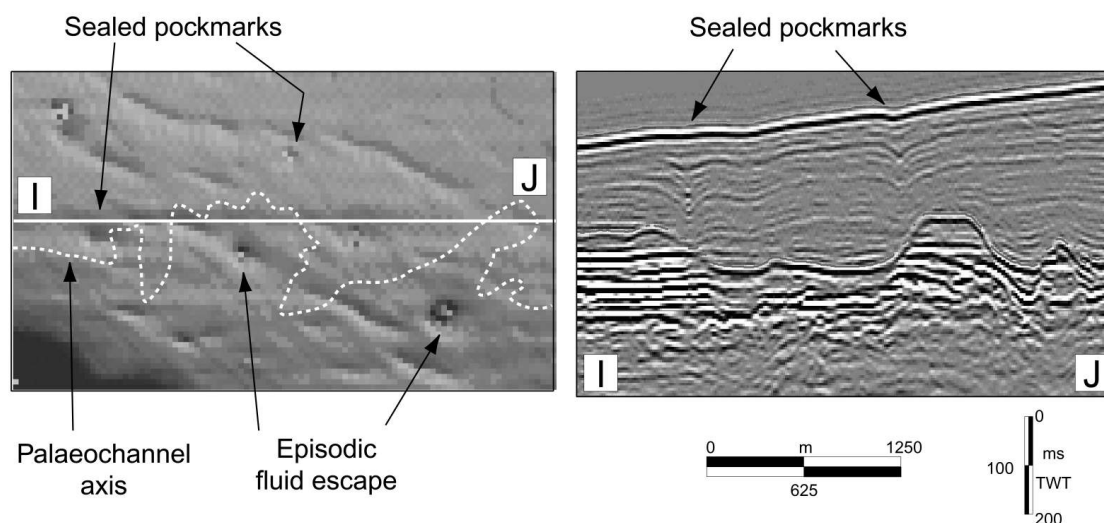 Sealed pockmarks
Sealed pockmarks
I
J
I
J
Palaeochannel
axis
Episodic
fluid escape
0 m 1250
625
0
ms
100
TWT
200